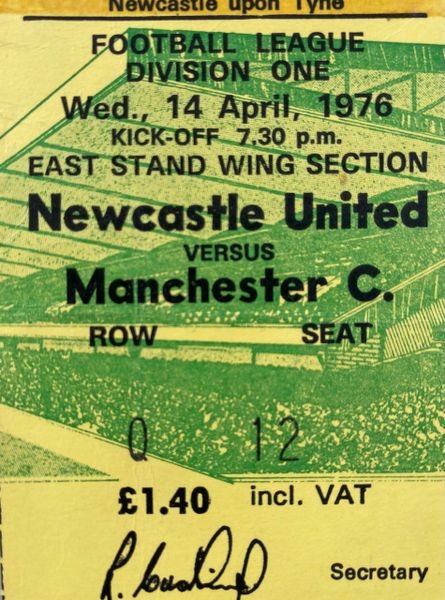 Newcastle upon Tyne
FOOTBALL LEAGUE
DIVISION ONE
Wed., 14 April, 1976
KICK-OFF 7.30 p.m.
EAST STAND WING SECTION
Newcastle United
VERSUS
Manchester C.
ROW SEAT
Q 12
£1.40 incl. VAT
Secretary